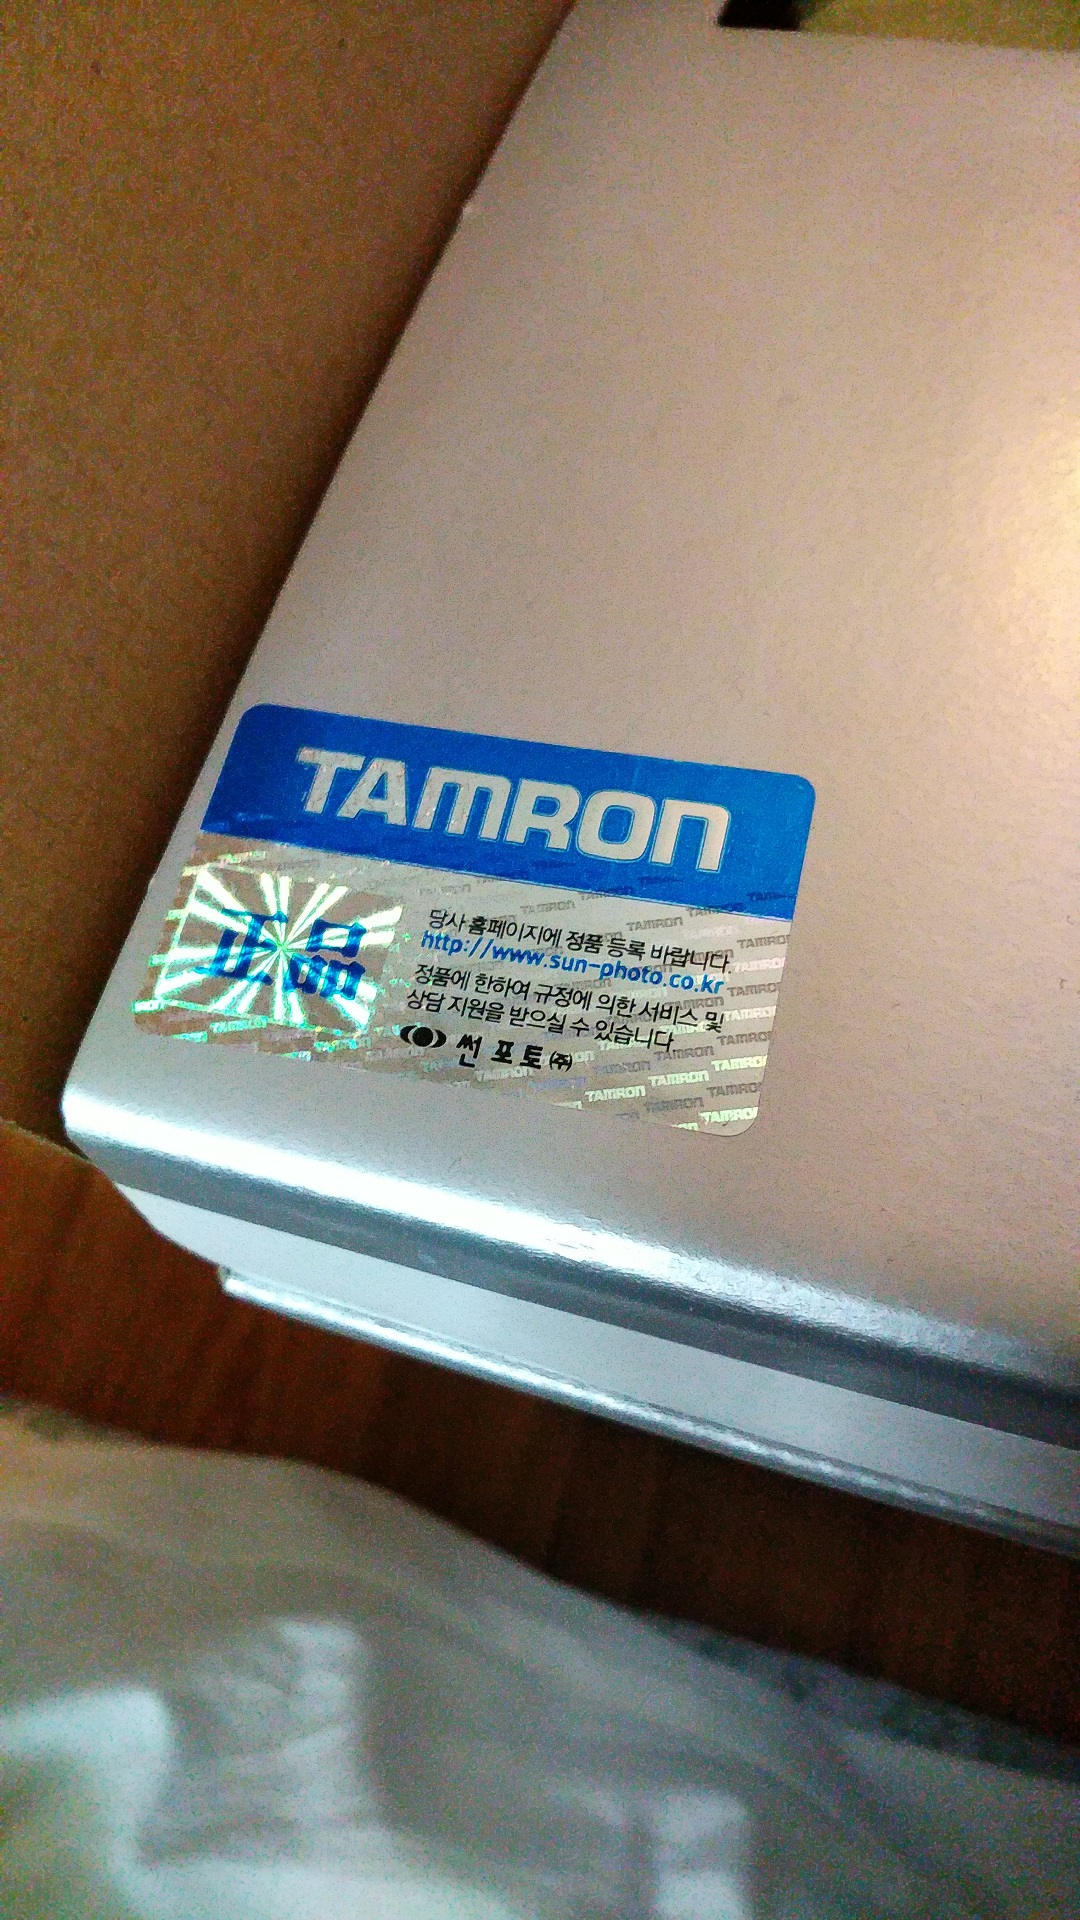 TAMRON
正品
당사 홈페이지에 정품 등록 바랍니다.
http://www.sun-photo.co.kr
정품에 한하여 규정에 의한 서비스 및
상담 지원을 받으실 수 있습니다
썬 포 토 ㈜